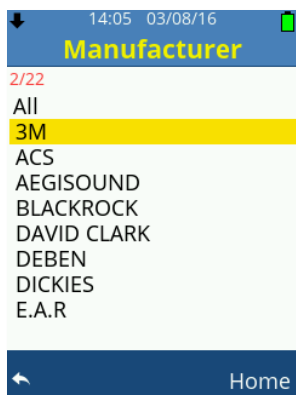 14:05 03/08/16
Manufacturer
2/22
All
3M
ACS
AEGISOUND
BLACKROCK
DAVID CLARK
DEBEN
DICKIES
E.A.R
Home